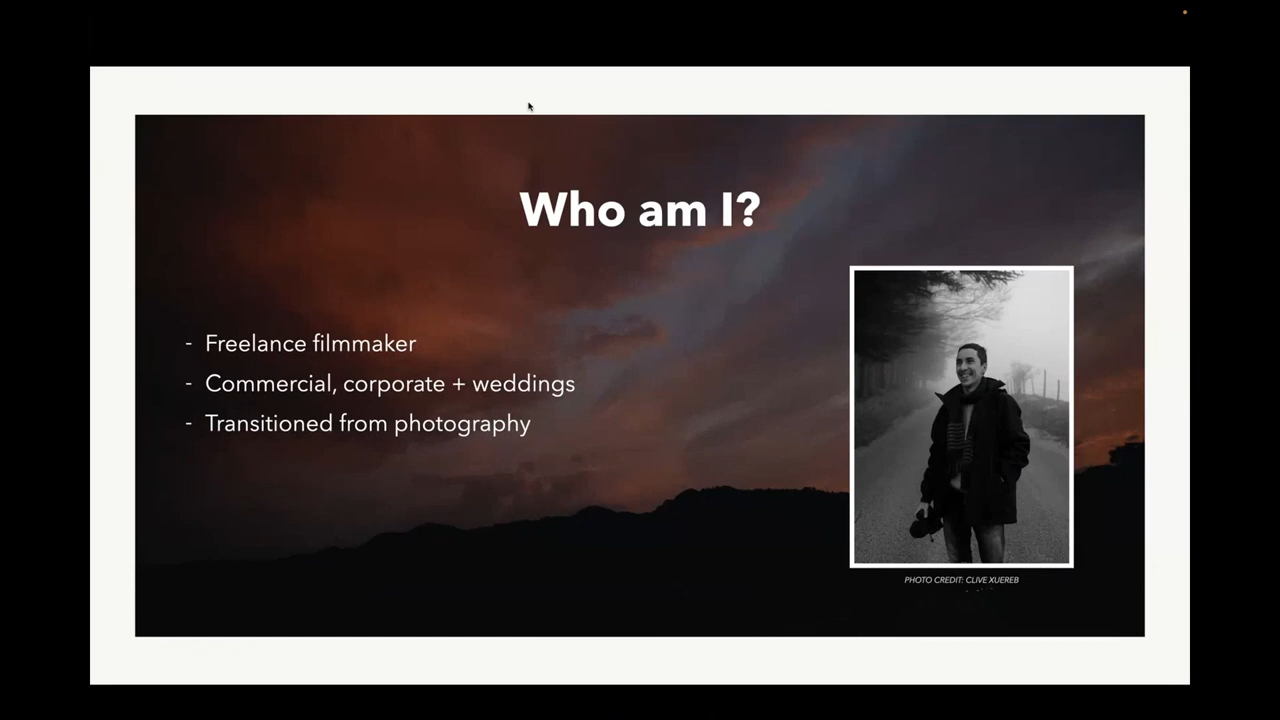 Who am I?
- Freelance filmmaker
- Commercial, corporate + weddings
- Transitioned from photography
PHOTO CREDIT: CLIVE XUEREB